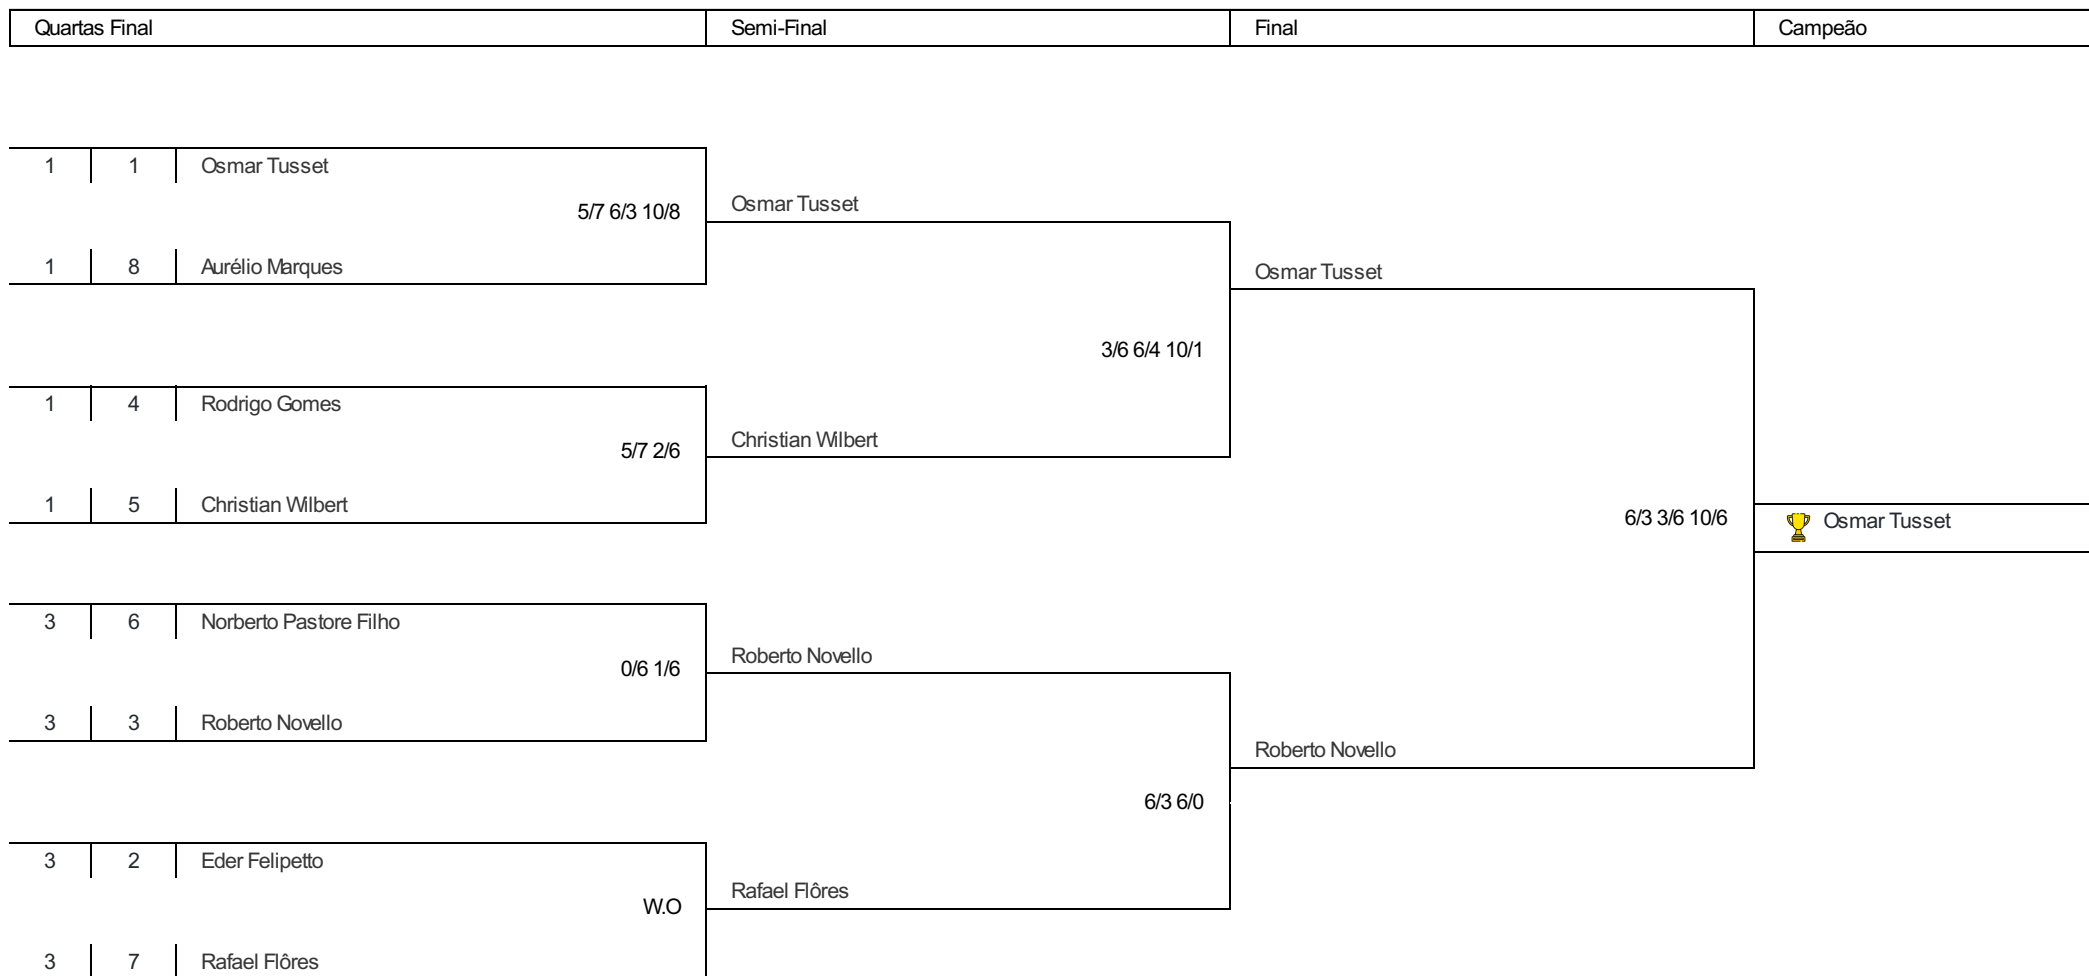 Quartas Final Semi-Final Final Campeão
1 1 Osmar Tusset
Osmar Tusset
5/7 6/3 10/8
1 8 Aurélio Marques
Osmar Tusset
3/6 6/4 10/1
1 4 Rodrigo Gomes
Christian Wilbert
5/7 2/6
1 5 Christian Wilbert
6/3 3/6 10/6
Osmar Tusset
3 6 Norberto Pastore Filho
Roberto Novello
0/6 1/6
3 3 Roberto Novello
Roberto Novello
6/3 6/0
3 2 Eder Felipetto
Rafael Flôres
W.O
3 7 Rafael Flôres